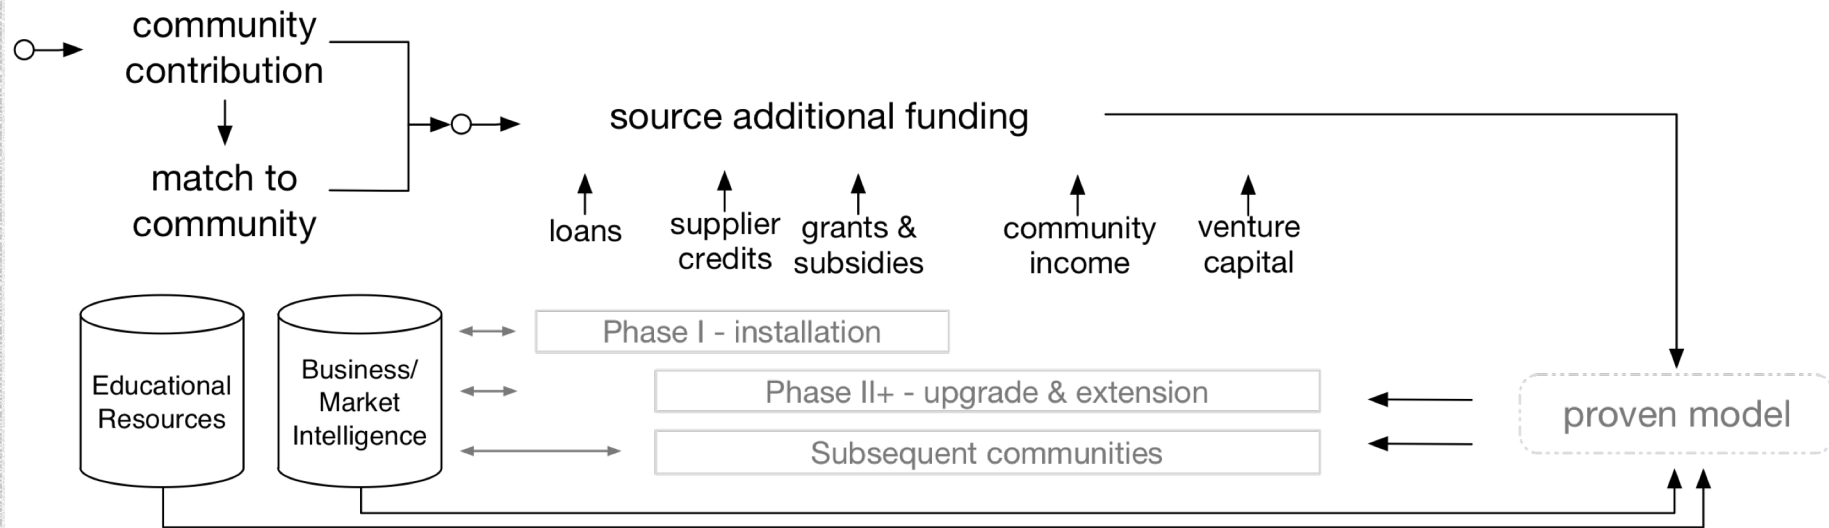 community
contribution
match to
community
source additional funding
loans
supplier
credits
grants &
subsidies
community
income
venture
capital
Educational
Resources
Business/
Market
Intelligence
Phase I - installation
Phase II+ - upgrade & extension
Subsequent communities
proven model